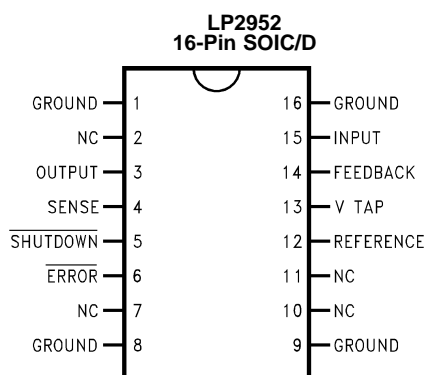 LP2952
16-Pin SOIC/D
GROUND 1 16 GROUND
NC 2 15 INPUT
OUTPUT 3 14 FEEDBACK
SENSE 4 13 V TAP
SHUTDOWN 5 12 REFERENCE
ERROR 6 11 NC
NC 7 10 NC
GROUND 8 9 GROUND